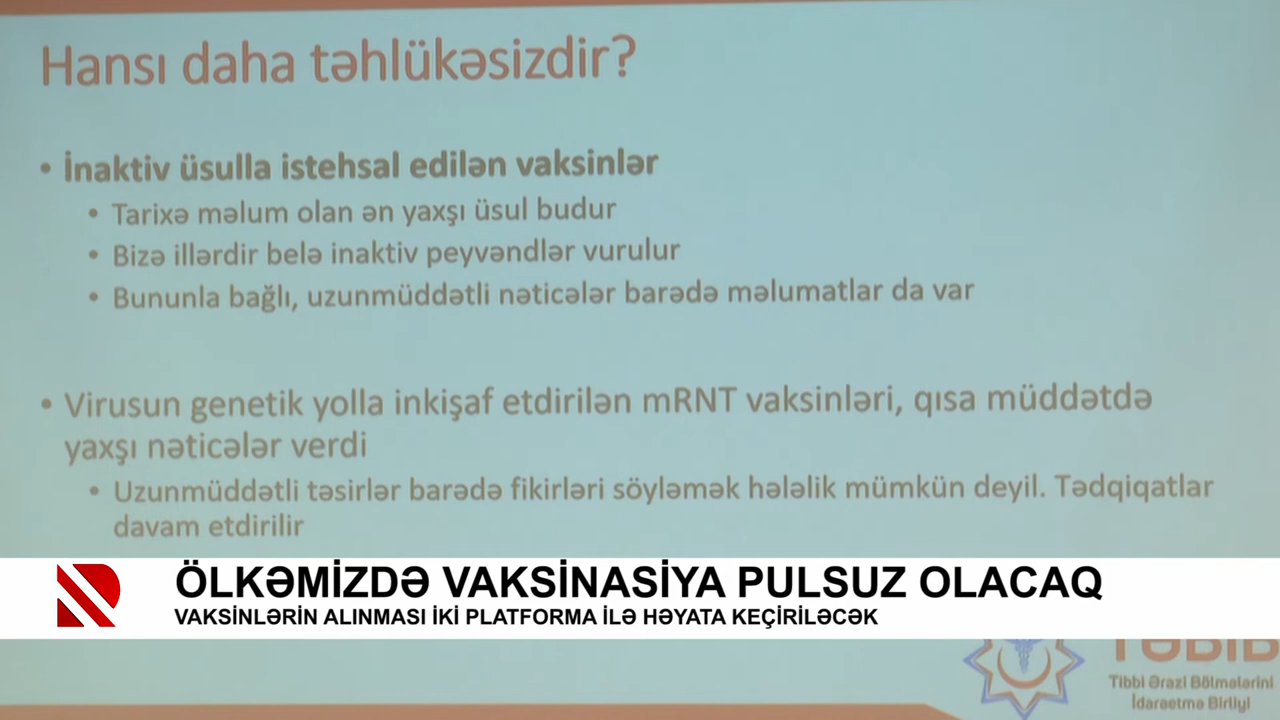 Hansı daha təhlükəsizdir?
• İnaktiv üsulla istehsal edilən vaksinlər
• Tarixə məlum olan ən yaxşı üsul budur
• Bizə illərdir belə inaktiv peyvəndlər vurulur
• Bununla bağlı, uzunmüddətli nəticələr barədə məlumatlar da var
• Virusun genetik yolla inkişaf etdirilən mRNT vaksinləri, qısa müddətdə
yaxşı nəticələr verdi
• Uzunmüddətli təsirlər barədə fikirləri söyləmək hələlik mümkün deyil. Tədqiqatlar
davam etdirilir
ÖLKƏMİZDƏ VAKSİNASİYA PULSUZ OLACAQ
VAKSİNLƏRİN ALINMASI İKİ PLATFORMA İLƏ HƏYATA KEÇİRİLƏCƏK
TƏBİB
Tibbi Ərazi Bölmələrini
İdarəetmə Birliyi